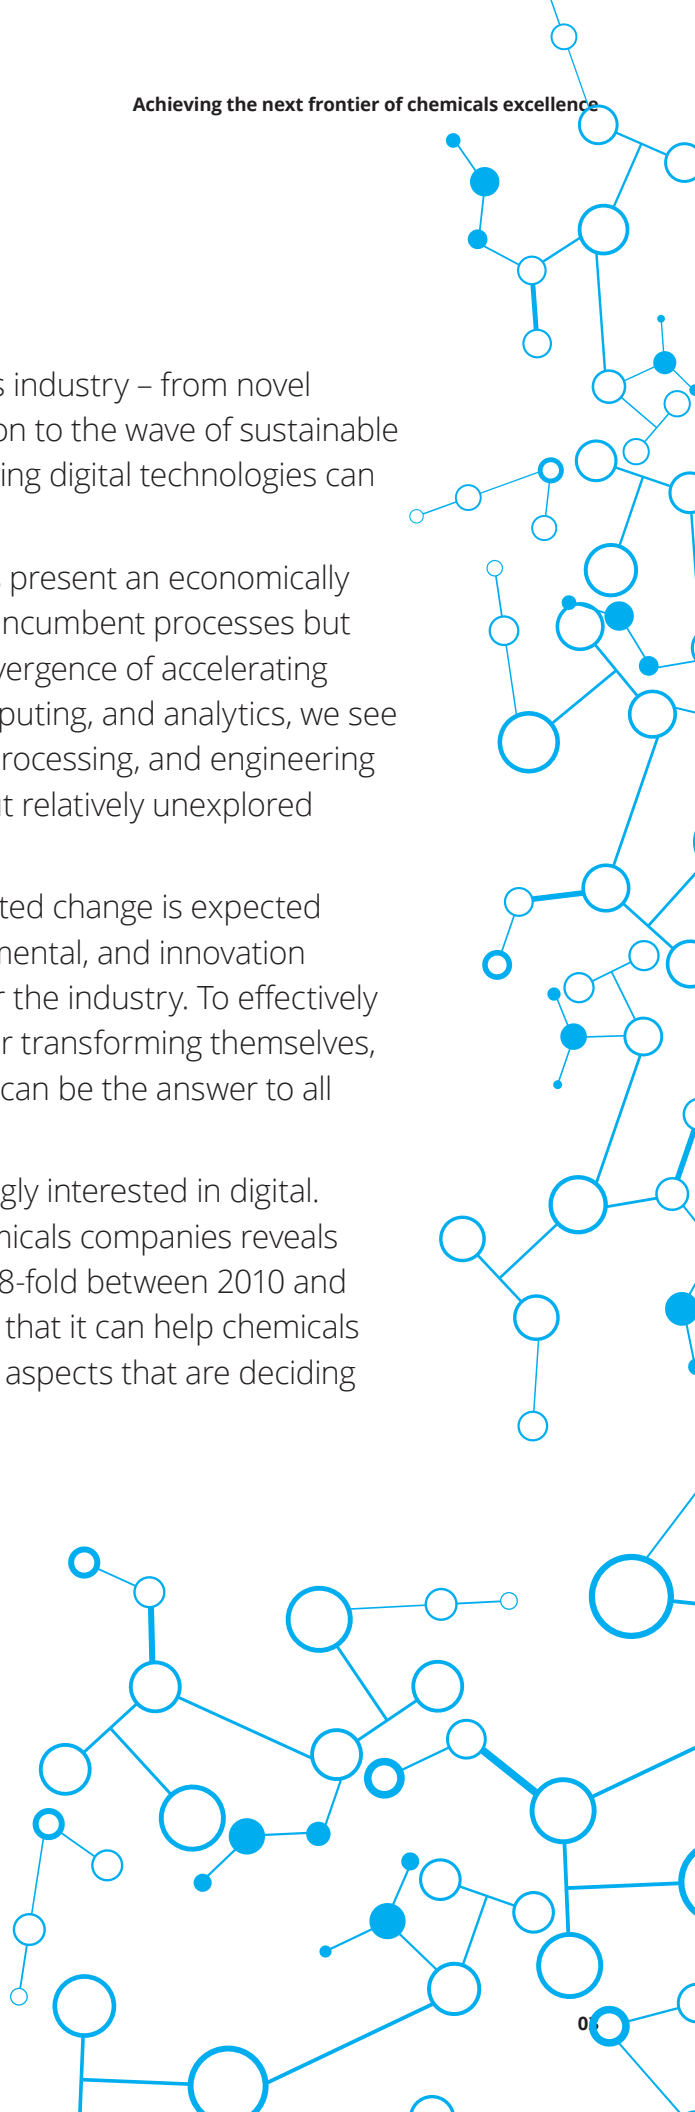 Achieving the next frontier of chemicals excellence
industry – from novel
on to the wave of sustainable
ing digital technologies can
present an economically
ncumbent processes but
vergence of accelerating
puting, and analytics, we see
rocessing, and engineering
t relatively unexplored
ted change is expected
mental, and innovation
r the industry. To effectively
r transforming themselves,
can be the answer to all
gly interested in digital.
micals companies reveals
8-fold between 2010 and
that it can help chemicals
aspects that are deciding